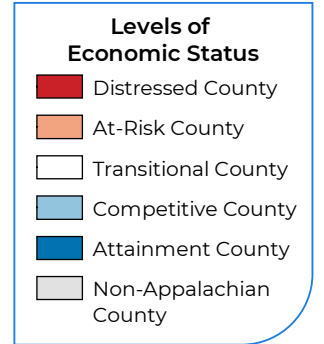 Levels of
Economic Status
Distressed County
At-Risk County
Transitional County
Competitive County
Attainment County
Non-Appalachian
County